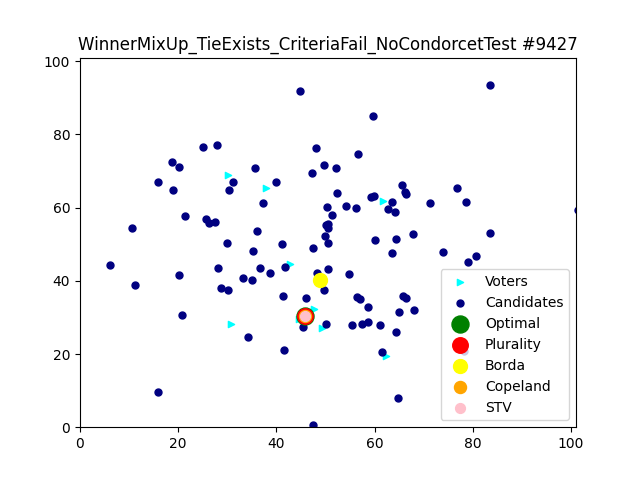 WinnerMixUp_TieExists_CriteriaFail_NoCondorcetTest #9427
100
80
60
40
20
0
0 20 40 60 80 100
Voters
Candidates
Optimal
Plurality
Borda
Copeland
STV